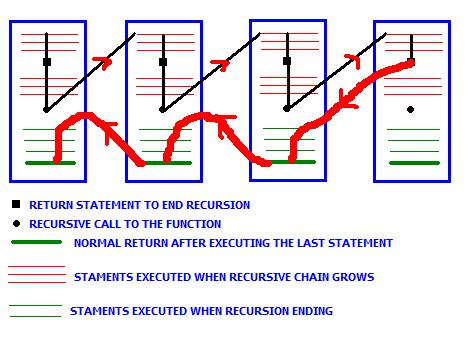 RETURN STATEMENT TO END RECURSION
RECURSIVE CALL TO THE FUNCTION
NORMAL RETURN AFTER EXECUTING THE LAST STATEMENT
STAMENTS EXECUTED WHEN RECURSIVE CHAIN GROWS
STAMENTS EXECUTED WHEN RECURSION ENDING